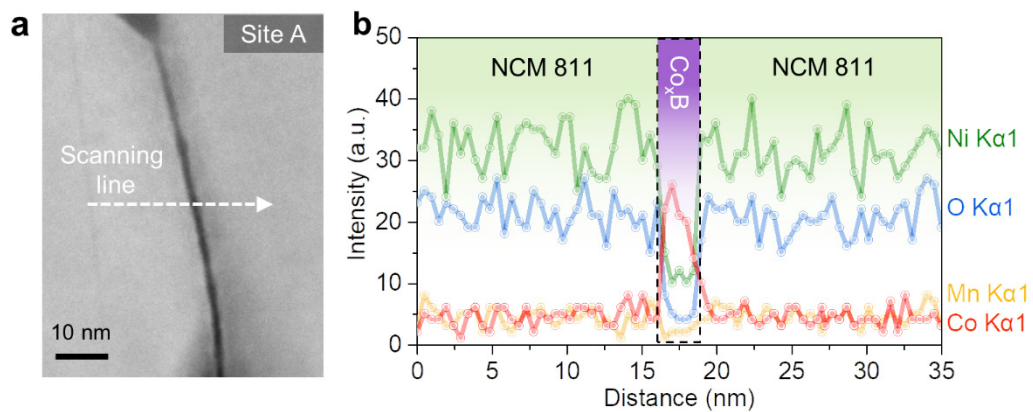 a
Site A
Scanning
line
10 nm
b
50
40
30
20
10
0
Intensity (a.u.)
NCM 811
CoxB
NCM 811
Ni Kα1
O Kα1
Mn Kα1
Co Kα1
0 5 10 15 20 25 30 35
Distance (nm)